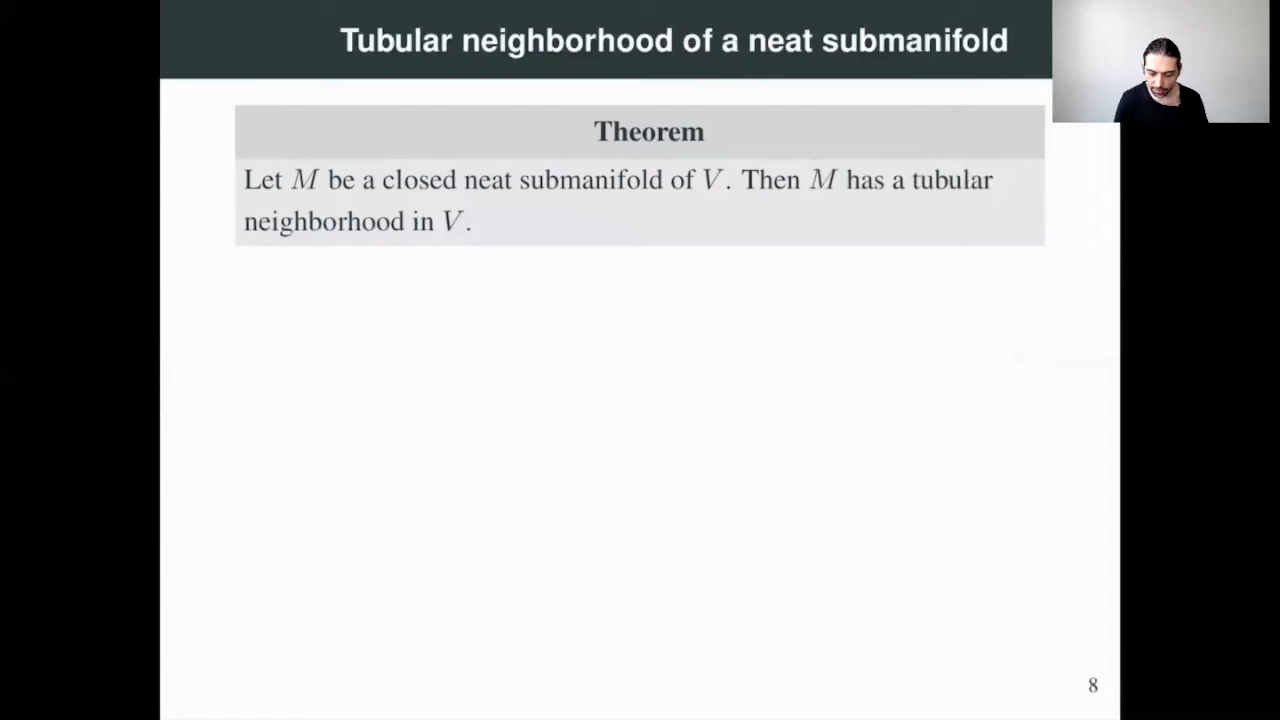 Tubular neighborhood of a neat submanifold
Theorem
Let M be a closed neat submanifold of V. Then M has a tubular
neighborhood in V.
8